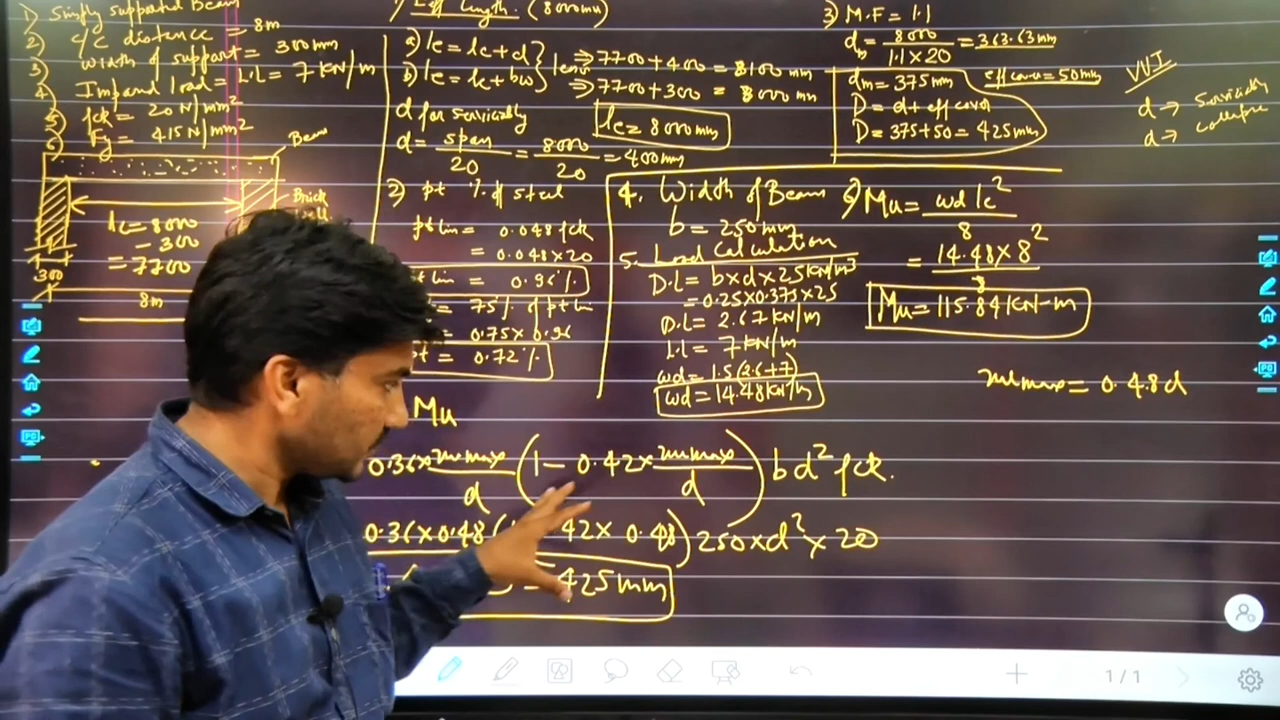 1) Simply supported Beam
2) c/c distance = 8m
3) Width of support = 300mm
4) Imp and load = L.L = 7 KN/m
5) fck = 20 N/mm²
6) Fy = 415 N/mm²
Beam
Brick
lc = 8000
- 300
= 7700
300
8m
Eff length. (8000mm)
a) le = lc + d } less ⇒ 7700 + 400 = 8100 mm
b) le = lc + bw } ⇒ 7700 + 300 = 8000 mm
d for servicially
le = 8000 mm
d = span/20 = 8000/20 = 400mm
2) pt % of steel
pt lim = 0.048 fck
= 0.048 x 20
pt lim = 0.96 %
= 75% of pt lim
= 0.75 x 0.96
pt = 0.72 %
3) M.F = 1.1
d = 8000/1.1x20 = 363.63mm
dm = 375mm
eff cover = 50mm
D = d + eff cover
D = 375 + 50 = 425mm
VVI
d → Servicially
d → collapse
4. Width of Beam
b = 250mm
5. Load Calculation
D.L = b x d x 25 KN/m³
= 0.25 x 0.375 x 25
D.L = 2.67 KN/m
L.L = 7 KN/m
wd = 1.5 (2.6 + 7)
wd = 14.48 KN/m
6) Mu = wd lc²/8
= 14.48 x 8²/8
Mu = 115.84 KN-m
xumax = 0.48d
Mu
0.36 x xumax/d (1 - 0.42 x xumax/d) bd² fck.
0.36 x 0.48 ( 42 x 0.48) 250 x d² x 20
= 425mm
1/1